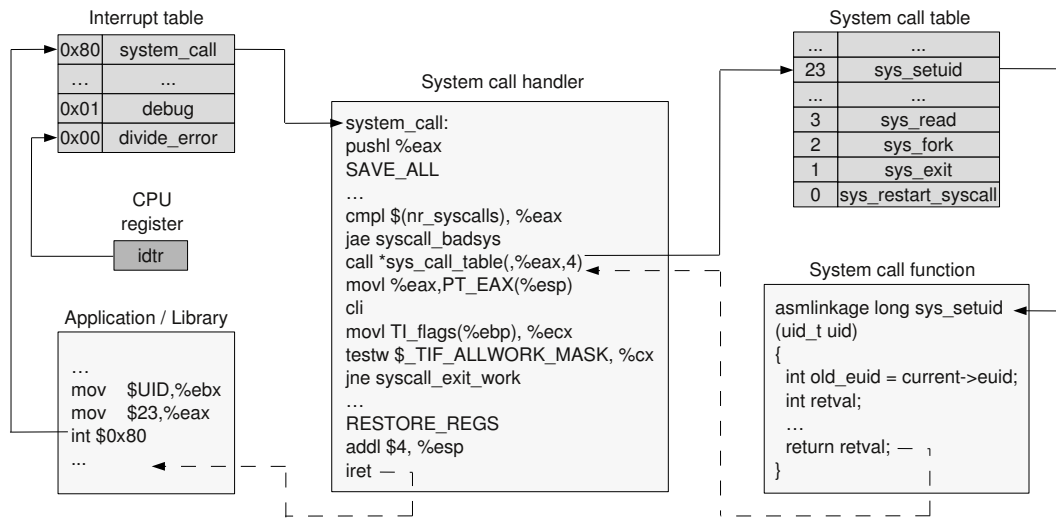 Interrupt table
0x80 system_call
... ...
0x01 debug
0x00 divide_error
CPU
register
idtr
Application / Library
...
mov $UID,%ebx
mov $23,%eax
int $0x80
...
System call handler
system_call:
pushl %eax
SAVE_ALL
...
cmpl $(nr_syscalls), %eax
jae syscall_badsys
call *sys_call_table(,%eax,4)
movl %eax,PT_EAX(%esp)
cli
movl TI_flags(%ebp), %ecx
testw $_TIF_ALLWORK_MASK, %cx
jne syscall_exit_work
...
RESTORE_REGS
addl $4, %esp
iret
System call table
... ...
23 sys_setuid
... ...
3 sys_read
2 sys_fork
1 sys_exit
0 sys_restart_syscall
System call function
asmlinkage long sys_setuid
(uid_t uid)
{
int old_euid = current->euid;
int retval;
...
return retval;
}